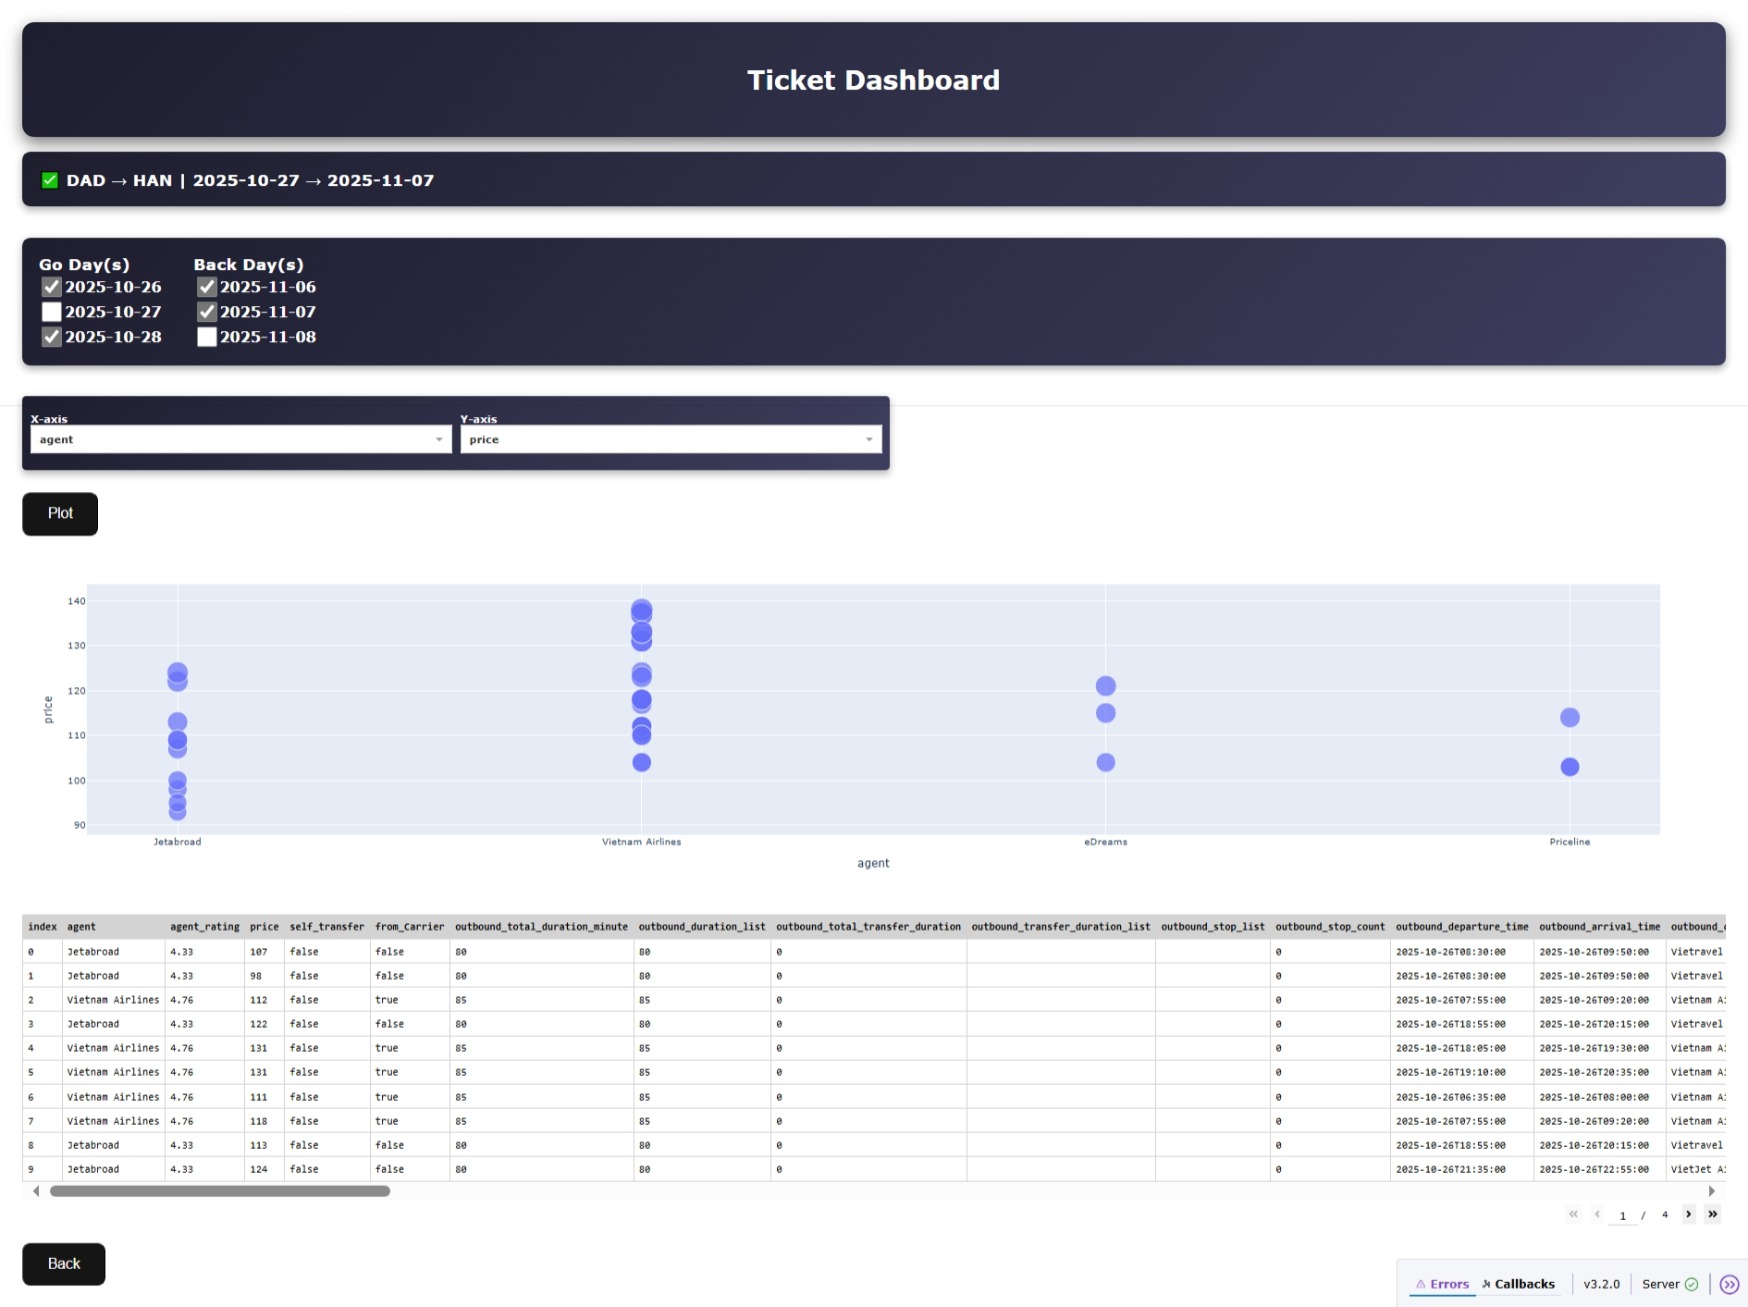 Ticket Dashboard
✅ DAD → HAN | 2025-10-27 → 2025-11-07
Go Day(s) Back Day(s)
2025-10-26 2025-11-06
2025-10-27 2025-11-07
2025-10-28 2025-11-08
X-axis Y-axis
agent price
Plot
140
130
120
110
100
90
price
Jetabroad Vietnam Airlines eDreams Priceline
agent
index agent agent_rating price self_transfer from_Carrier outbound_total_duration_minute outbound_duration_list outbound_total_transfer_duration outbound_transfer_duration_list outbound_stop_list outbound_stop_count outbound_departure_time outbound_arrival_time
0 Jetabroad 4.33 107 false false 80 80 0 0 2025-10-26T08:30:00 2025-10-26T09:50:00 Vietravel
1 Jetabroad 4.33 98 false false 80 80 0 0 2025-10-26T08:30:00 2025-10-26T09:50:00 Vietravel
2 Vietnam Airlines 4.76 112 false true 85 85 0 0 2025-10-26T07:55:00 2025-10-26T09:20:00 Vietnam
3 Jetabroad 4.33 122 false false 80 80 0 0 2025-10-26T18:55:00 2025-10-26T20:15:00 Vietravel
4 Vietnam Airlines 4.76 131 false true 85 85 0 0 2025-10-26T18:05:00 2025-10-26T19:30:00 Vietnam
5 Vietnam Airlines 4.76 131 false true 85 85 0 0 2025-10-26T19:10:00 2025-10-26T20:35:00 Vietnam
6 Vietnam Airlines 4.76 111 false true 85 85 0 0 2025-10-26T06:35:00 2025-10-26T08:00:00 Vietnam
7 Vietnam Airlines 4.76 118 false true 85 85 0 0 2025-10-26T07:55:00 2025-10-26T09:20:00 Vietnam
8 Jetabroad 4.33 113 false false 80 80 0 0 2025-10-26T18:55:00 2025-10-26T20:15:00 Vietravel
9 Jetabroad 4.33 124 false false 80 80 0 0 2025-10-26T21:35:00 2025-10-26T22:55:00 VietJet
« ‹ 1 / 4 › »
Back
Errors Callbacks v3.2.0 Server